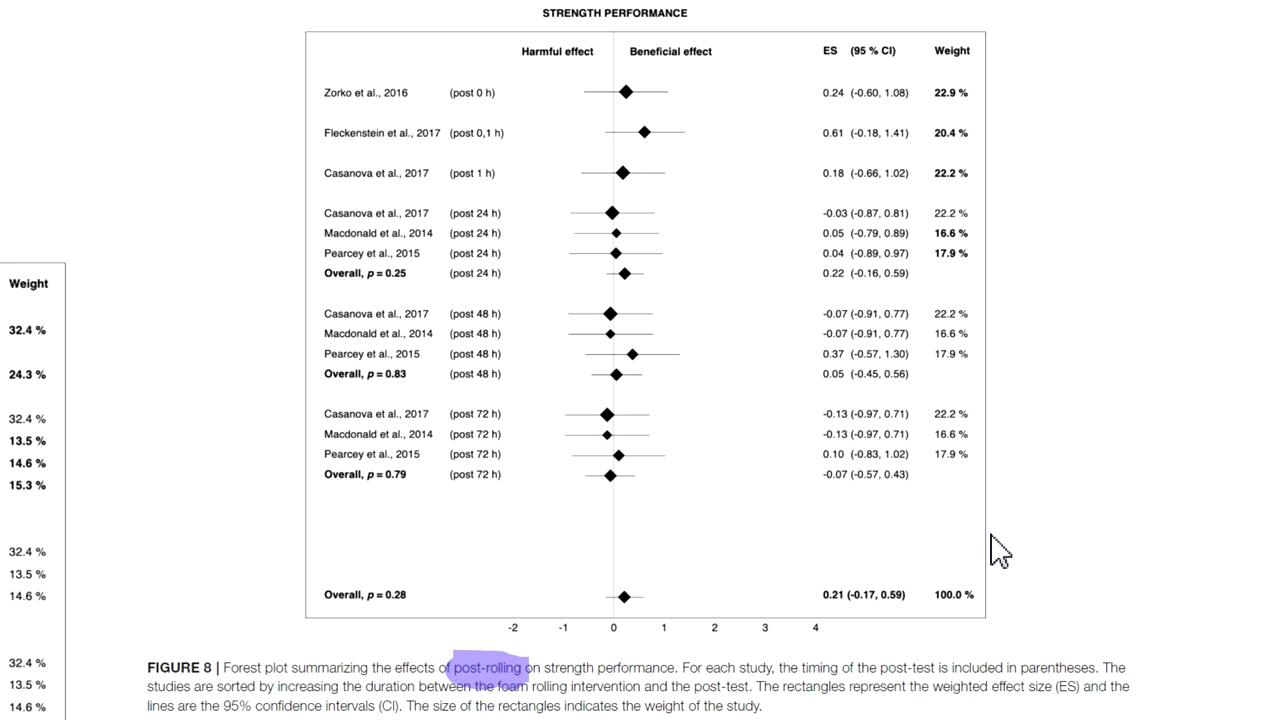 STRENGTH PERFORMANCE
Harmful effect Beneficial effect ES (95 % CI) Weight
Zorko et al., 2016 (post 0 h) 0.24 (-0.60, 1.08) 22.9 %
Fleckenstein et al., 2017 (post 0,1 h) 0.61 (-0.18, 1.41) 20.4 %
Casanova et al., 2017 (post 1 h) 0.18 (-0.66, 1.02) 22.2 %
Casanova et al., 2017 (post 24 h) -0.03 (-0.87, 0.81) 22.2 %
Macdonald et al., 2014 (post 24 h) 0.05 (-0.79, 0.89) 16.6 %
Pearcey et al., 2015 (post 24 h) 0.04 (-0.89, 0.97) 17.9 %
Overall, p = 0.25 (post 24 h) 0.22 (-0.16, 0.59)
Casanova et al., 2017 (post 48 h) -0.07 (-0.91, 0.77) 22.2 %
Macdonald et al., 2014 (post 48 h) -0.07 (-0.91, 0.77) 16.6 %
Pearcey et al., 2015 (post 48 h) 0.37 (-0.57, 1.30) 17.9 %
Overall, p = 0.83 (post 48 h) 0.05 (-0.45, 0.56)
Casanova et al., 2017 (post 72 h) -0.13 (-0.97, 0.71) 22.2 %
Macdonald et al., 2014 (post 72 h) -0.13 (-0.97, 0.71) 16.6 %
Pearcey et al., 2015 (post 72 h) 0.10 (-0.83, 1.02) 17.9 %
Overall, p = 0.79 (post 72 h) -0.07 (-0.57, 0.43)
Overall, p = 0.28 0.21 (-0.17, 0.59) 100.0 %
-2 -1 0 1 2 3 4
Weight
32.4 %
24.3 %
32.4 %
13.5 %
14.6 %
15.3 %
32.4 %
13.5 %
14.6 %
32.4 %
13.5 %
14.6 %
FIGURE 8 | Forest plot summarizing the effects of post-rolling on strength performance. For each study, the timing of the post-test is included in parentheses. The
studies are sorted by increasing the duration between the foam rolling intervention and the post-test. The rectangles represent the weighted effect size (ES) and the
lines are the 95% confidence intervals (CI). The size of the rectangles indicates the weight of the study.